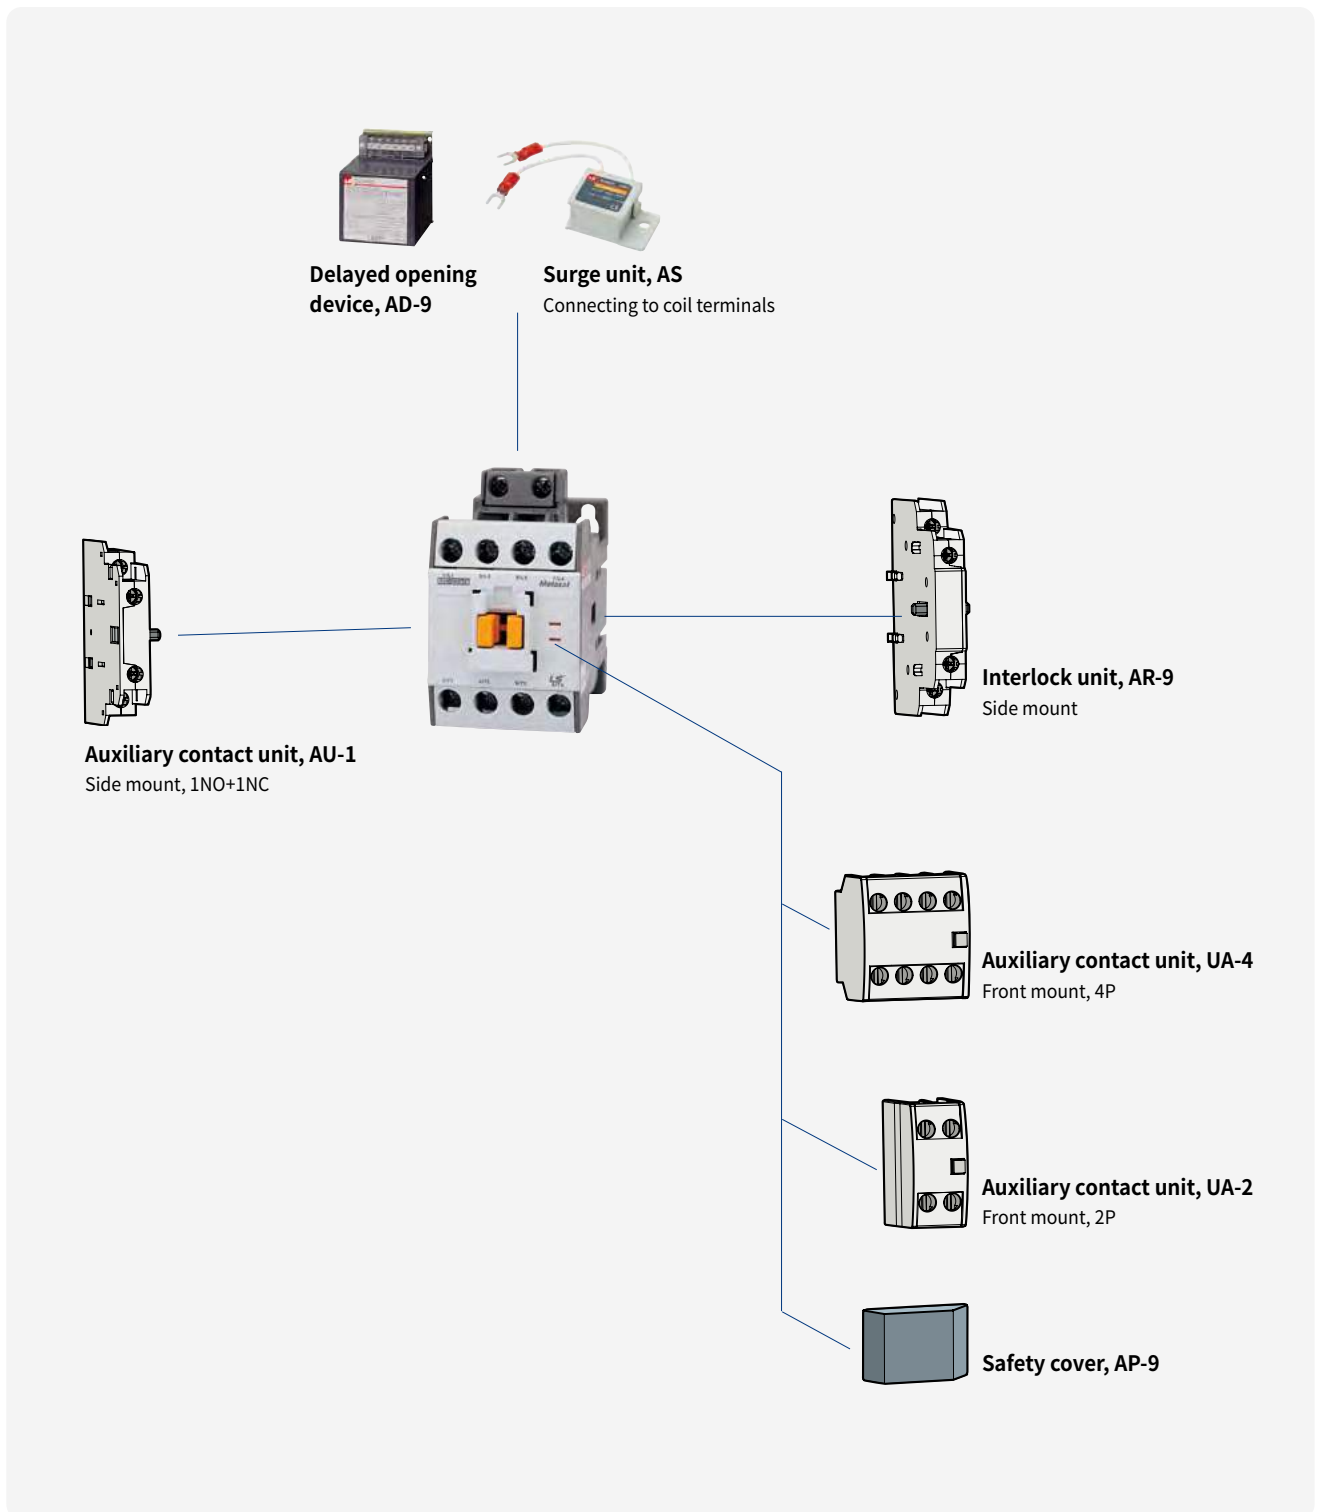 Delayed opening
device, AD-9
Surge unit, AS
Connecting to coil terminals
Metasol
LS
Interlock unit, AR-9
Side mount
Auxiliary contact unit, AU-1
Side mount, 1NO+1NC
Auxiliary contact unit, UA-4
Front mount, 4P
Auxiliary contact unit, UA-2
Front mount, 2P
Safety cover, AP-9